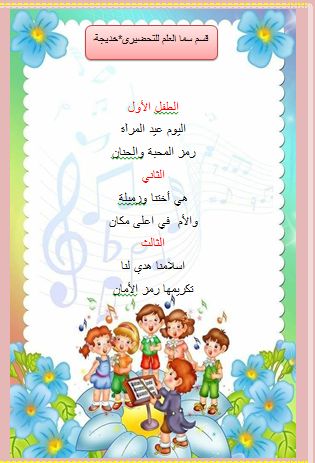 قسم سما العلم للتحضيرى*خديجة
الطفل الأول
اليوم عيد المرأة
رمز المحبة والحنان
الثاني
هي أختنا وزميلة
والأم في اعلى مكان
الثالث
اسلامنا هدي لنا
تكريمها رمز الأمان